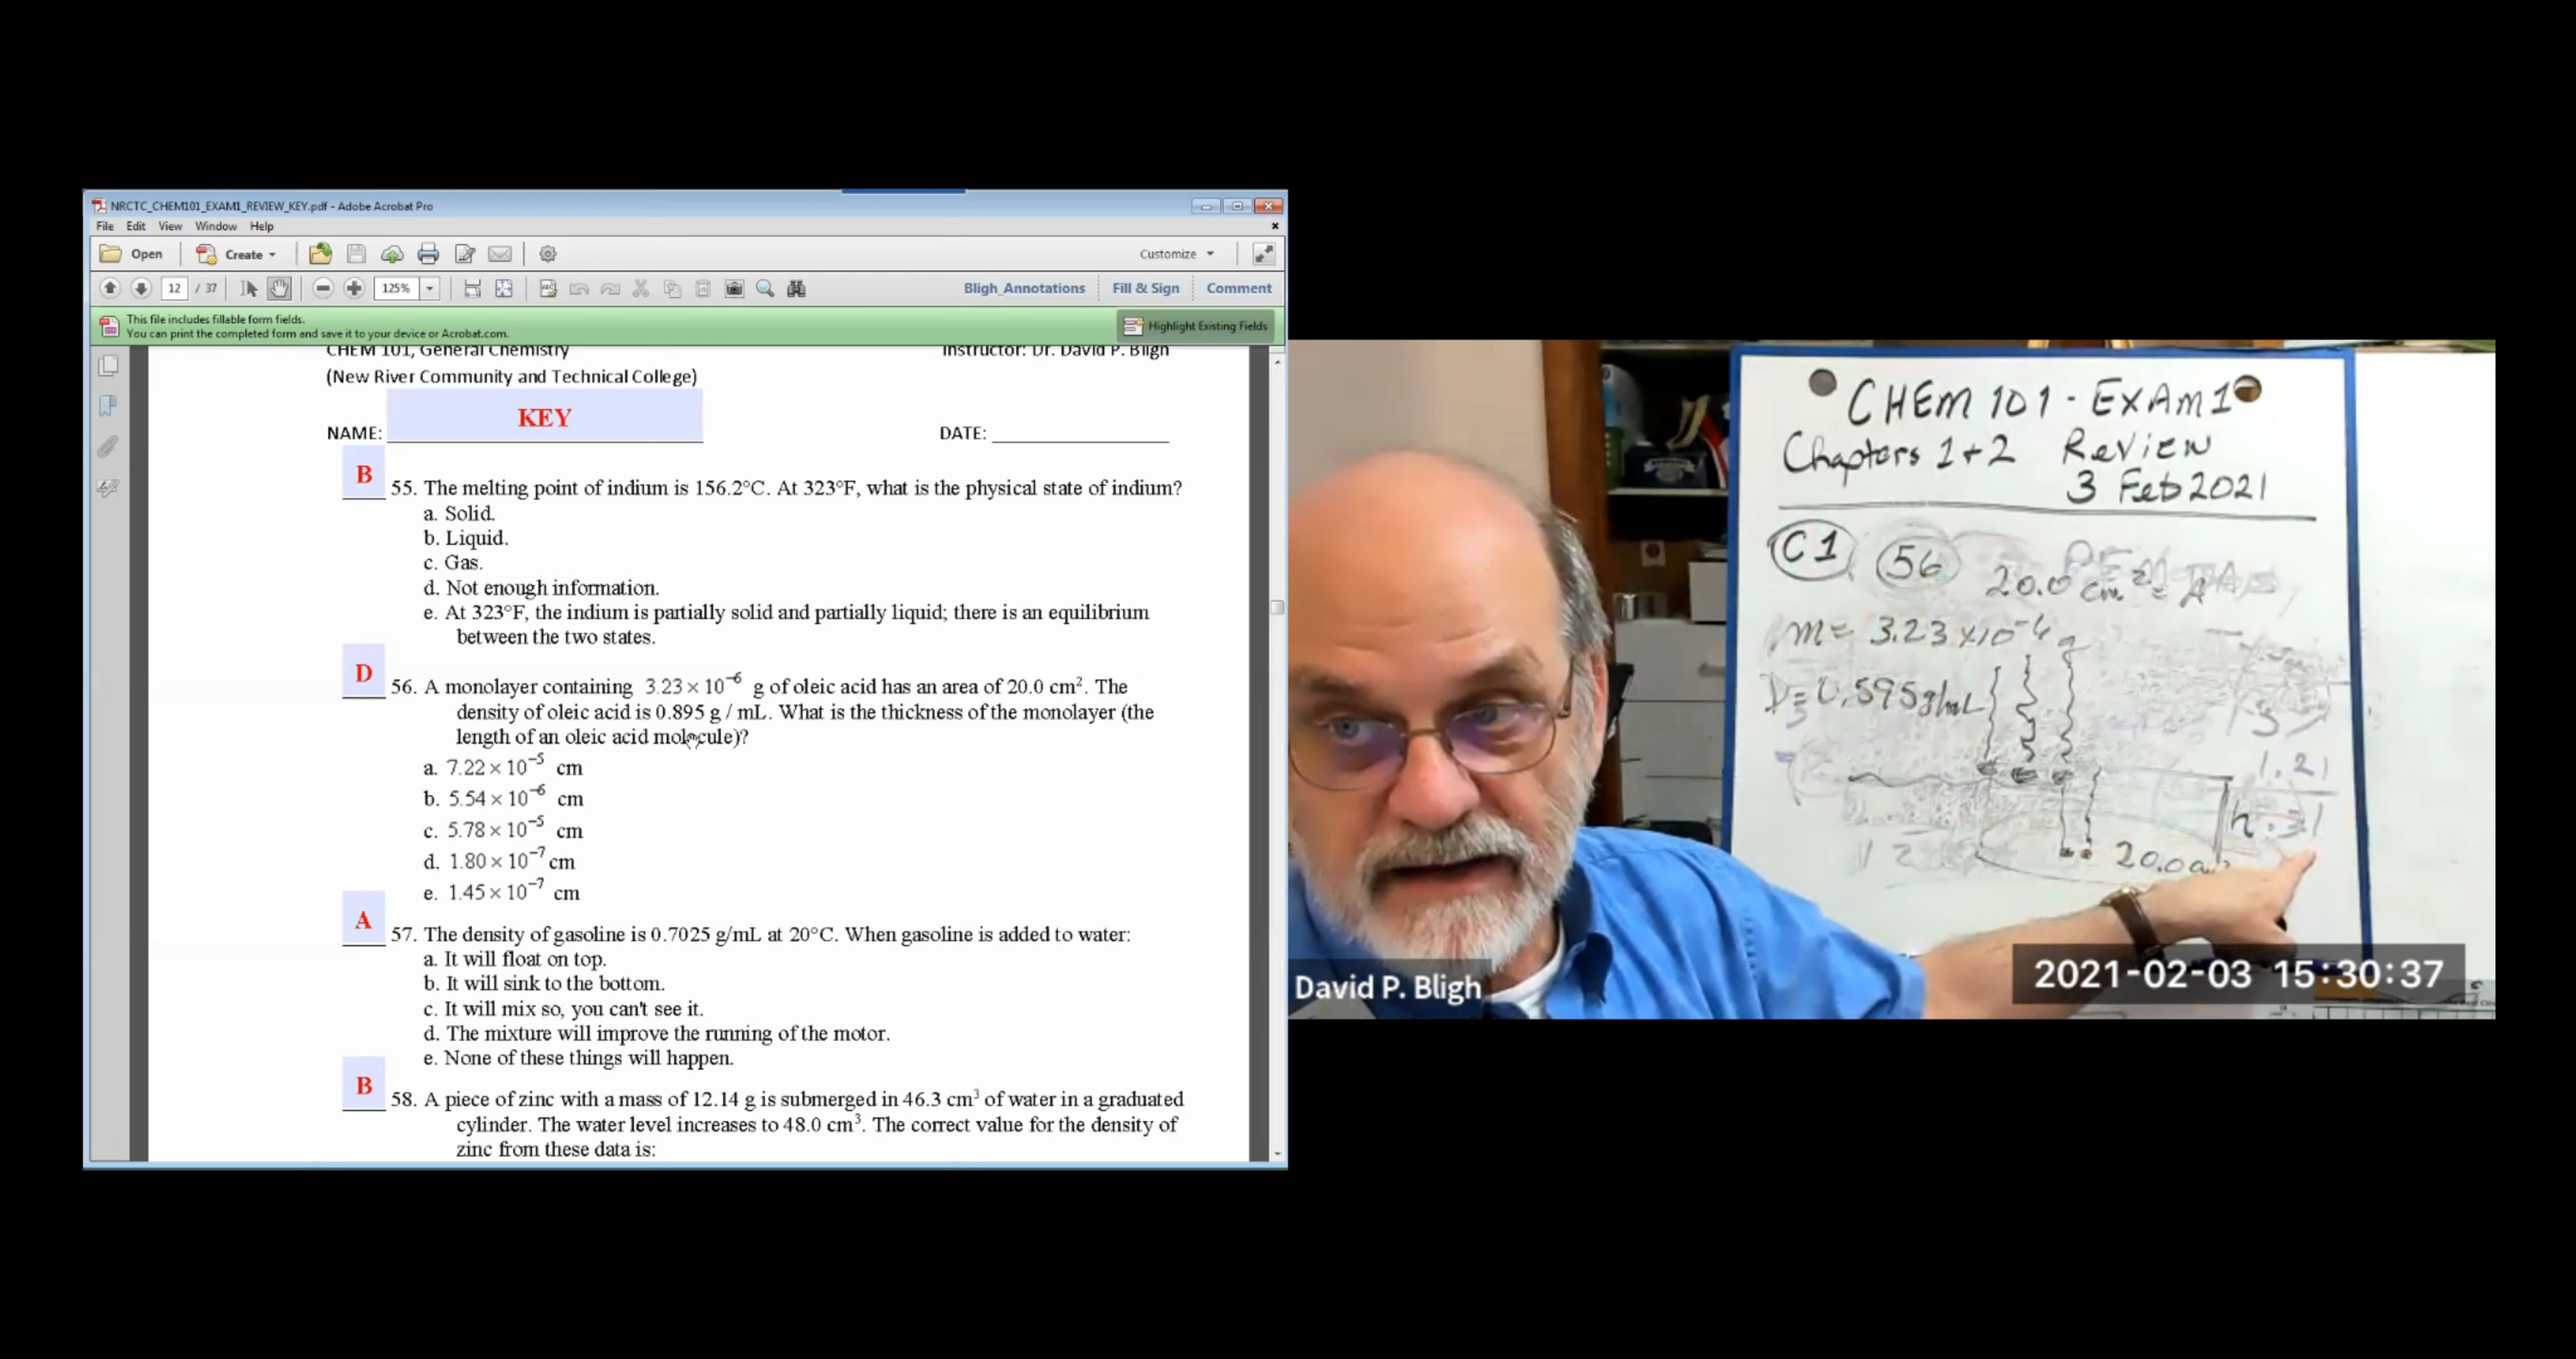 NRCTC_CHEM101_EXAM1_REVIEW_KEY.pdf - Adobe Acrobat Pro
File Edit View Window Help
Open Create Customize
12 / 37 125% Bligh_Annotations Fill & Sign Comment
This file includes fillable form fields.
You can print the completed form and save it to your device or Acrobat.com.
Highlight Existing Fields
CHEM 101, General Chemistry Instructor: Dr. David P. Bligh
(New River Community and Technical College)
NAME: KEY DATE:
B 55. The melting point of indium is 156.2°C. At 323°F, what is the physical state of indium?
a. Solid.
b. Liquid.
c. Gas.
d. Not enough information.
e. At 323°F, the indium is partially solid and partially liquid; there is an equilibrium
between the two states.
D 56. A monolayer containing 3.23 × 10⁻⁶ g of oleic acid has an area of 20.0 cm². The
density of oleic acid is 0.895 g / mL. What is the thickness of the monolayer (the
length of an oleic acid molecule)?
a. 7.22 × 10⁻⁵ cm
b. 5.54 × 10⁻⁶ cm
c. 5.78 × 10⁻⁵ cm
d. 1.80 × 10⁻⁷ cm
e. 1.45 × 10⁻⁷ cm
A 57. The density of gasoline is 0.7025 g/mL at 20°C. When gasoline is added to water:
a. It will float on top.
b. It will sink to the bottom.
c. It will mix so, you can't see it.
d. The mixture will improve the running of the motor.
e. None of these things will happen.
B 58. A piece of zinc with a mass of 12.14 g is submerged in 46.3 cm³ of water in a graduated
cylinder. The water level increases to 48.0 cm³. The correct value for the density of
zinc from these data is:
CHEM 101 - EXAM 1
Chapters 1 + 2 Review
3 Feb 2021
C1 56 20.0 cm² = A
m = 3.23 × 10⁻⁶ g
D = 0.595 g/mL
1.21
h
20.0
David P. Bligh
2021-02-03 15:30:37